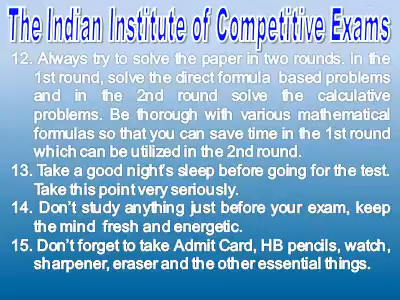 The Indian Institute of Competitive Exams
12. Always try to solve the paper in two rounds. In the
1st round, solve the direct formula based problems
and in the 2nd round solve the calculative
problems. Be thorough with various mathematical
formulas so that you can save time in the 1st round
which can be utilized in the 2nd round.
13. Take a good night's sleep before going for the test.
Take this point very seriously.
14. Don't study anything just before your exam, keep
the mind fresh and energetic.
15. Don't forget to take Admit Card, HB pencils, watch,
sharpener, eraser and the other essential things.